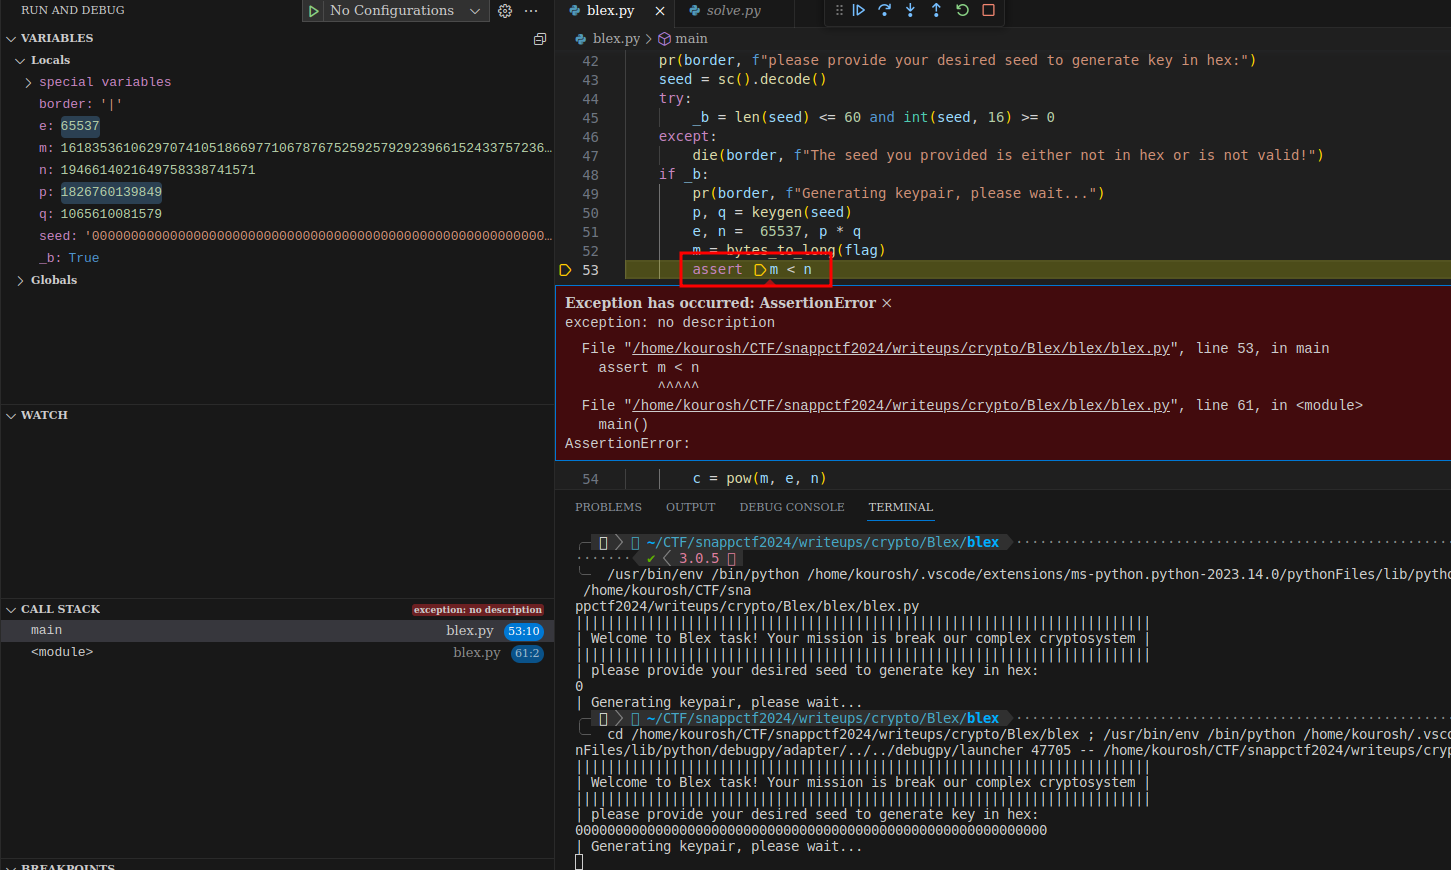 RUN AND DEBUG
No Configurations
VARIABLES
Locals
special variables
border: '|'
e: 65537
m: 1618353610629707410518669771067876752592579292396615243375​7236…
n: 1946614021649758338741571
p: 1826760139849
q: 1065610081579
_b: True
Globals
WATCH
CALL STACK
exception: no description
main
blex.py 53:10
<module>
blex.py 61:2
BREAKPOINTS
blex.py
solve.py
blex.py > main
42 pr(border, f"please provide your desired seed to generate key in hex:")
43 seed = sc().decode()
44 try:
45 _b = len(seed) <= 60 and int(seed, 16) >= 0
46 except:
47 die(border, f"The seed you provided is either not in hex or is not valid!")
48 if _b:
49 pr(border, f"Generating keypair, please wait...")
50 p, q = keygen(seed)
51 e, n =  65537, p * q
52 m = bytes_to_long(flag)
53 assert m < n
Exception has occurred: AssertionError ×
exception: no description
File "/home/kourosh/CTF/snappctf2024/writeups/crypto/Blex/blex/blex.py", line 53, in main
assert m < n
^^^^^
File "/home/kourosh/CTF/snappctf2024/writeups/crypto/Blex/blex/blex.py", line 61, in <module>
main()
AssertionError:
54 c = pow(m, e, n)
PROBLEMS OUTPUT DEBUG CONSOLE TERMINAL
~/CTF/snappctf2024/writeups/crypto/Blex/blex
✔ 3.0.5
/usr/bin/env /bin/python /home/kourosh/.vscode/extensions/ms-python.python-2023.14.0/pythonFiles/lib/pytho
/home/kourosh/CTF/sna
ppctf2024/writeups/crypto/Blex/blex/blex.py
| Welcome to Blex task! Your mission is break our complex cryptosystem |
| please provide your desired seed to generate key in hex:
0
| Generating keypair, please wait...
~/CTF/snappctf2024/writeups/crypto/Blex/blex
cd /home/kourosh/CTF/snappctf2024/writeups/crypto/Blex/blex ; /usr/bin/env /bin/python /home/kourosh/.vsco
nFiles/lib/python/debugpy/adapter/../../debugpy/launcher 47705 -- /home/kourosh/CTF/snappctf2024/writeups/cryp
| Welcome to Blex task! Your mission is break our complex cryptosystem |
| please provide your desired seed to generate key in hex:
00000000000000000000000000000000000000000000000000000000000
| Generating keypair, please wait...